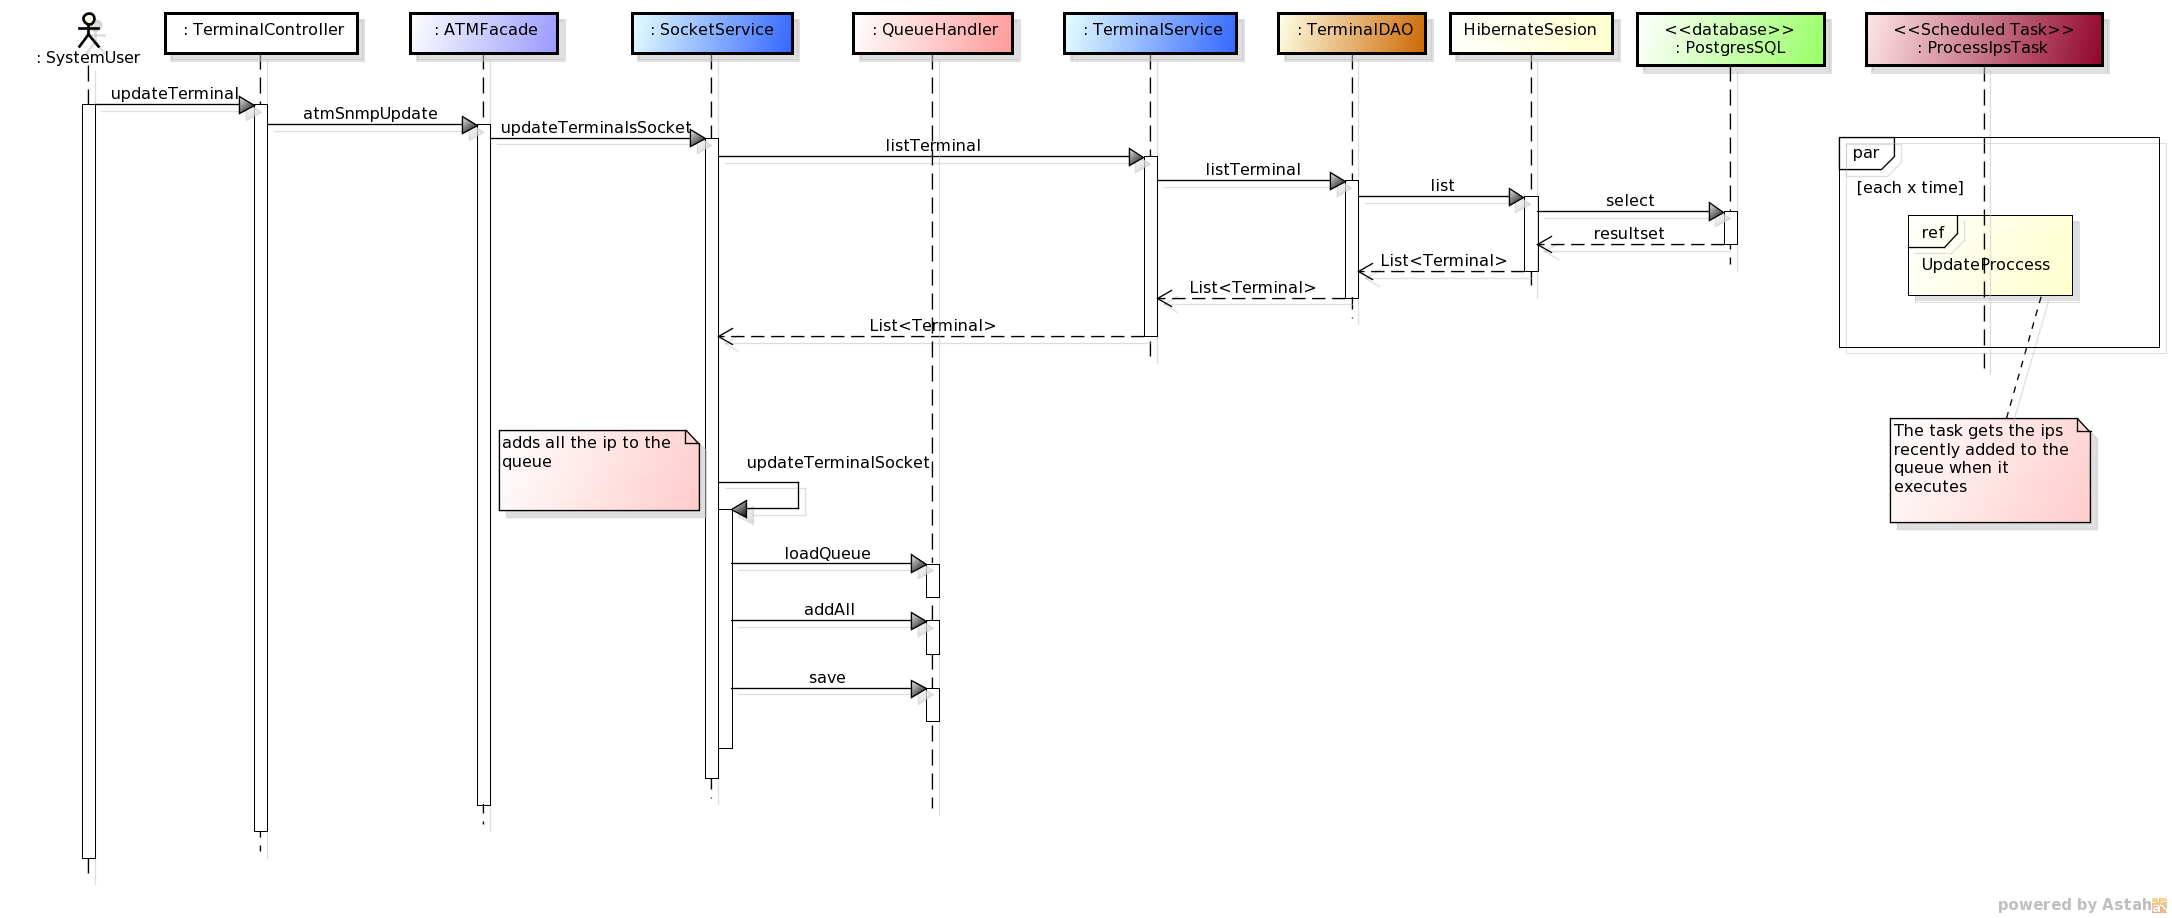 : SystemUser
: TerminalController
: ATMFacade
: SocketService
: QueueHandler
: TerminalService
: TerminalDAO
HibernateSesion
<<database>>
: PostgresSQL
<<Scheduled Task>>
: ProcessIpsTask
updateTerminal
atmSnmpUpdate
updateTerminalsSocket
listTerminal
listTerminal
list
select
resultset
List<Terminal>
List<Terminal>
List<Terminal>
par
[each x time]
ref
UpdateProccess
adds all the ip to the
queue
updateTerminalSocket
The task gets the ips
recently added to the
queue when it
executes
loadQueue
addAll
save
powered by Astah